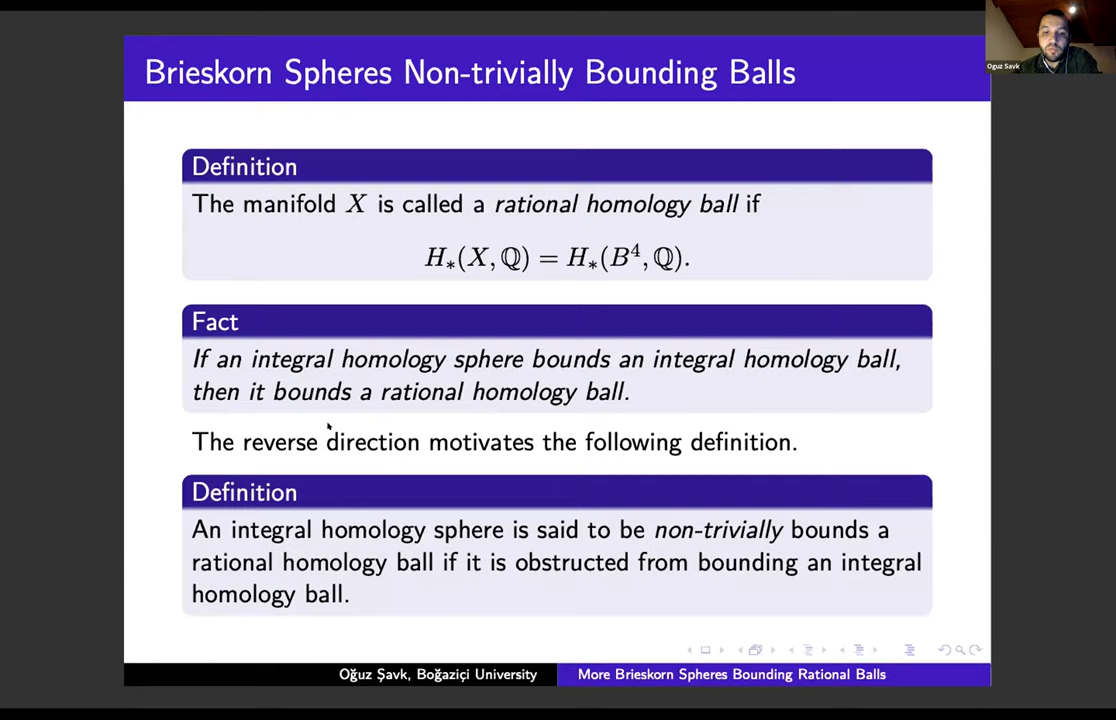 Brieskorn Spheres Non-trivially Bounding Balls
Oguz Savk
Definition
The manifold X is called a rational homology ball if
H∗(X, ℚ) = H∗(B⁴, ℚ).
Fact
If an integral homology sphere bounds an integral homology ball,
then it bounds a rational homology ball.
The reverse direction motivates the following definition.
Definition
An integral homology sphere is said to be non-trivially bounds a
rational homology ball if it is obstructed from bounding an integral
homology ball.
Oğuz Şavk, Boğaziçi University
More Brieskorn Spheres Bounding Rational Balls